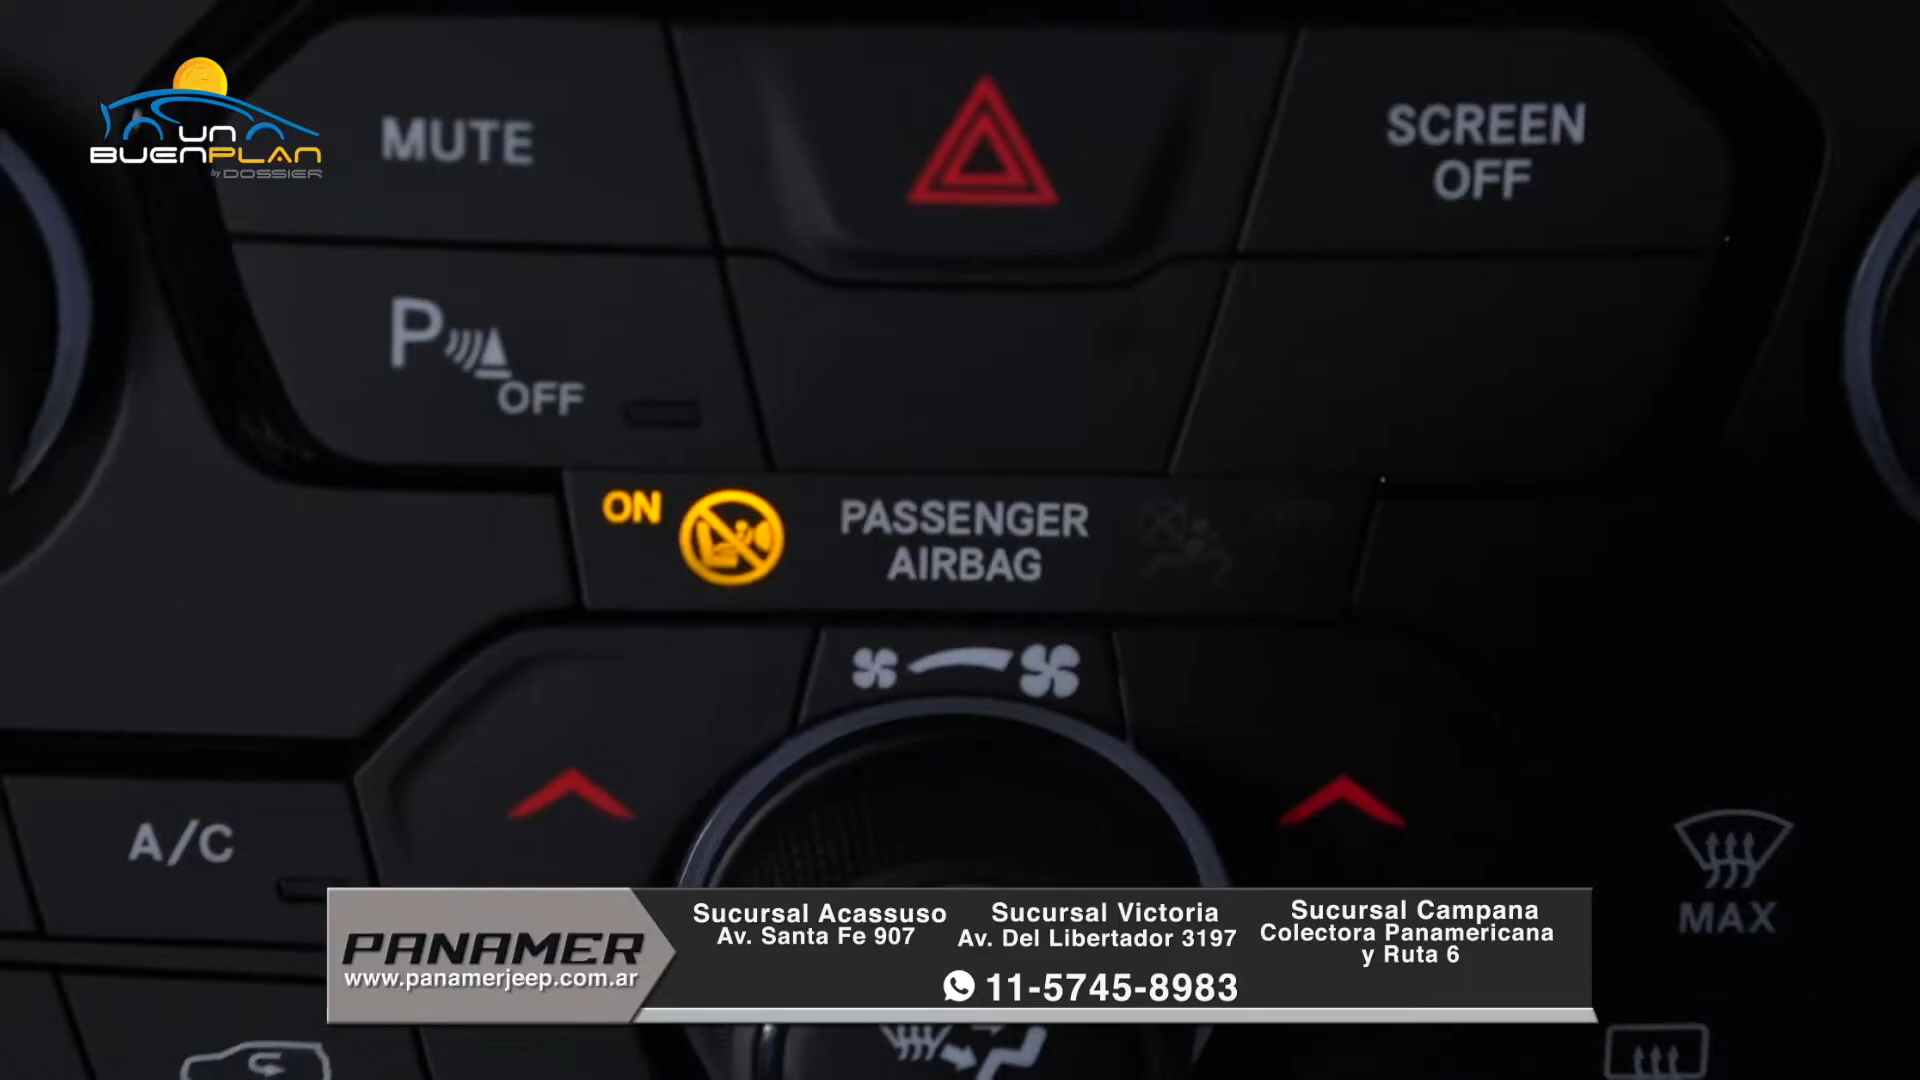 UN
BUENPLAN
by DOSSIER
MUTE
SCREEN
OFF
P
OFF
ON
PASSENGER
AIRBAG
A/C
MAX
PANAMER
www.panamerjeep.com.ar
Sucursal Acassuso
Av. Santa Fe 907
Sucursal Victoria
Av. Del Libertador 3197
Sucursal Campana
Colectora Panamericana
y Ruta 6
11-5745-8983